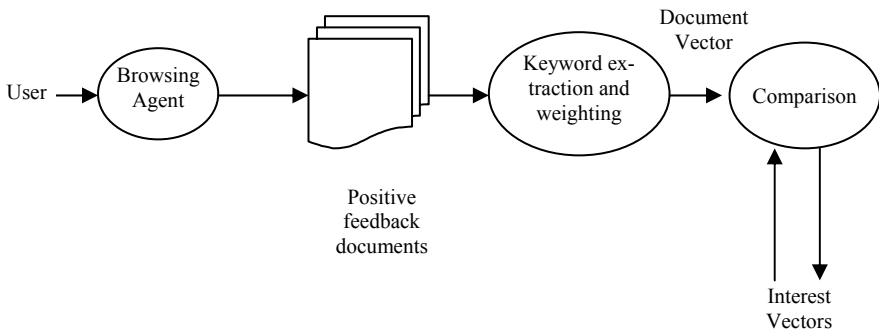 User
Browsing
Agent
Positive
feedback
documents
Keyword ex-
traction and
weighting
Document
Vector
Comparison
Interest
Vectors